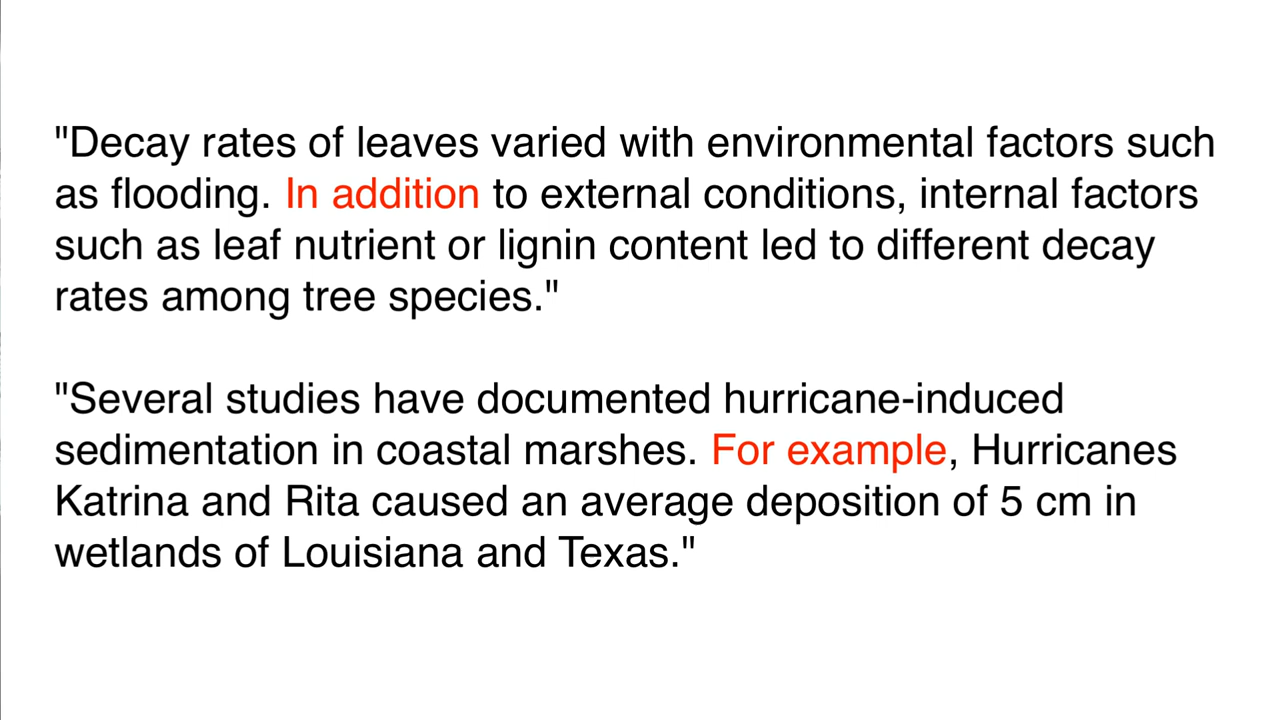 "Decay rates of leaves varied with environmental factors such
as flooding. In addition to external conditions, internal factors
such as leaf nutrient or lignin content led to different decay
rates among tree species."
"Several studies have documented hurricane-induced
sedimentation in coastal marshes. For example, Hurricanes
Katrina and Rita caused an average deposition of 5 cm in
wetlands of Louisiana and Texas."